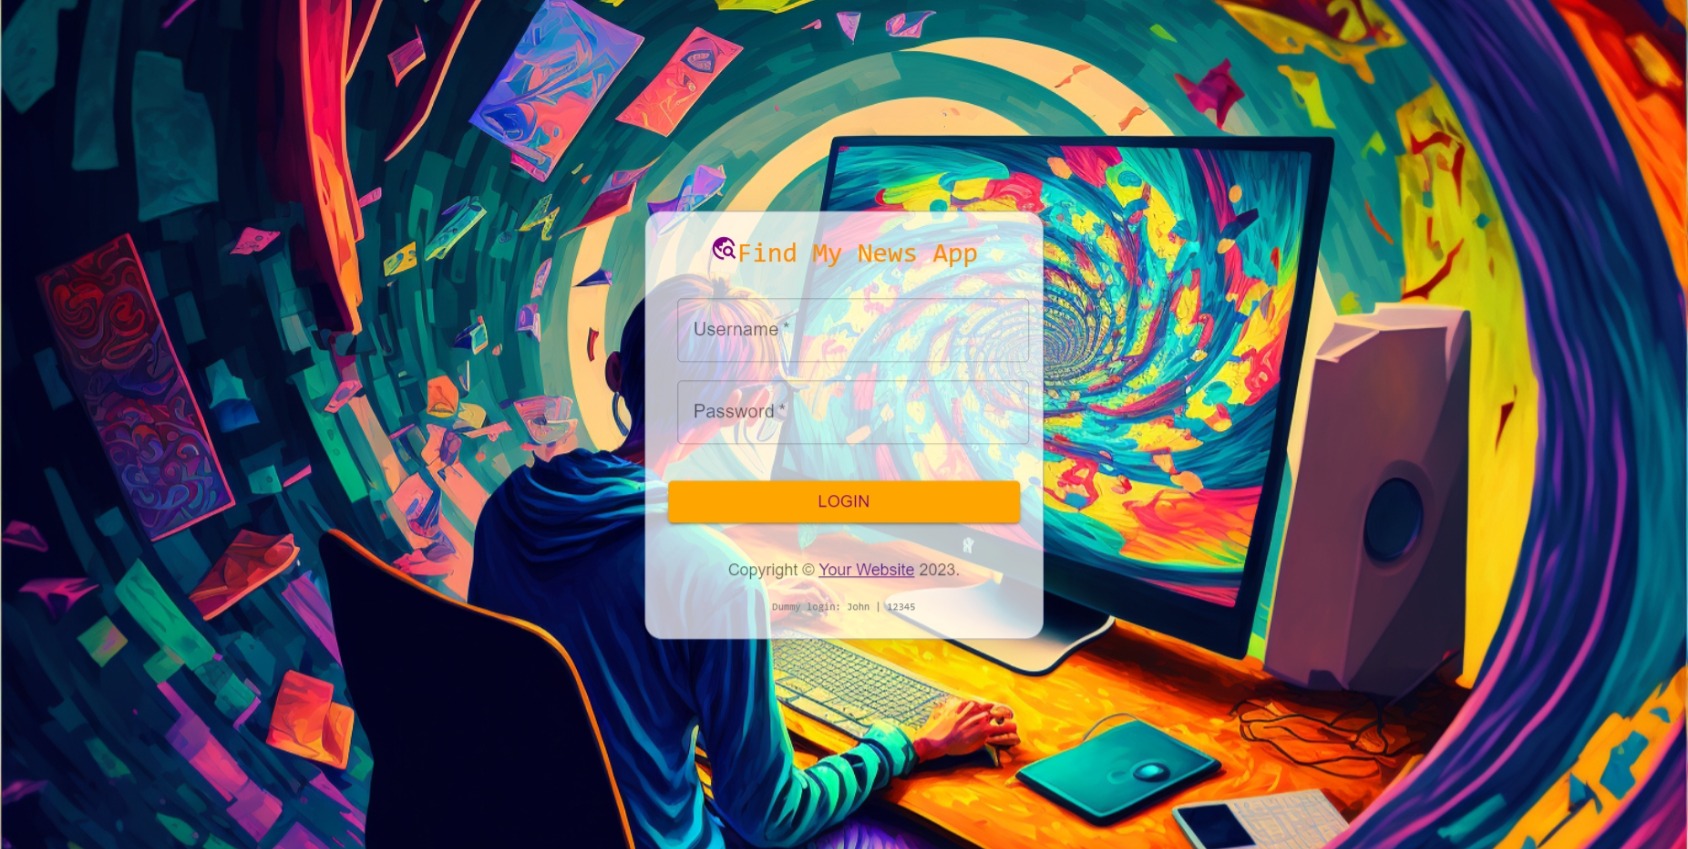 Find My News App
Username *
Password *
LOGIN
Copyright © Your Website 2023.
Dummy login: John | 12345